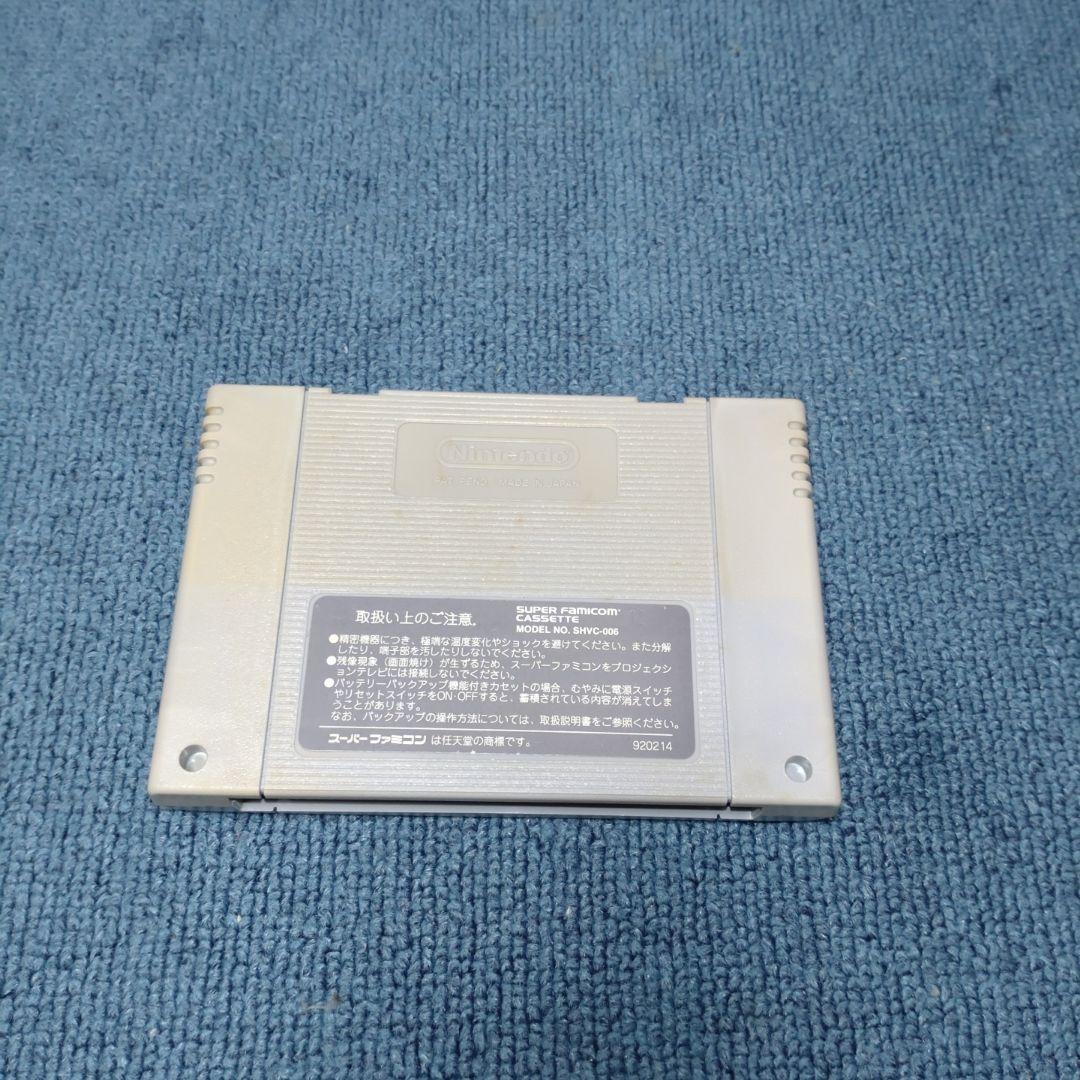 Nintendo
PAT. PEND. MADE IN JAPAN
取扱い上のご注意
SUPER FAMICOM
CASSETTE
MODEL NO. SHVC-006
●精密機器につき、極端な温度変化やショックを避けてください。また分解
したり、端子部を汚したりしないでください。
●残像現象(画面焼け)が生ずるため、スーパーファミコンをプロジェクシ
ョンテレビには接続しないでください。
●バッテリーバックアップ機能付きカセットの場合、むやみに電源スイッチ
やリセットスイッチをON・OFFすると、蓄積されている内容が消えてしま
うことがあります。
なお、バックアップの操作方法については、取扱説明書をご参照ください。
スーパーファミコン は任天堂の商標です。
920214